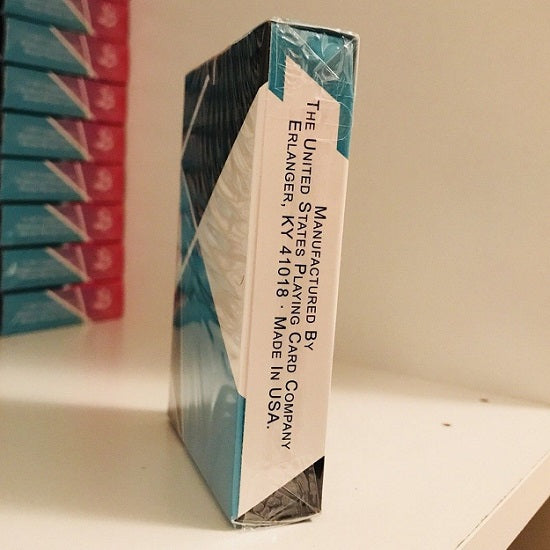 Manufactured By
The United States Playing Card Company
Erlanger, KY 41018 · Made In USA.